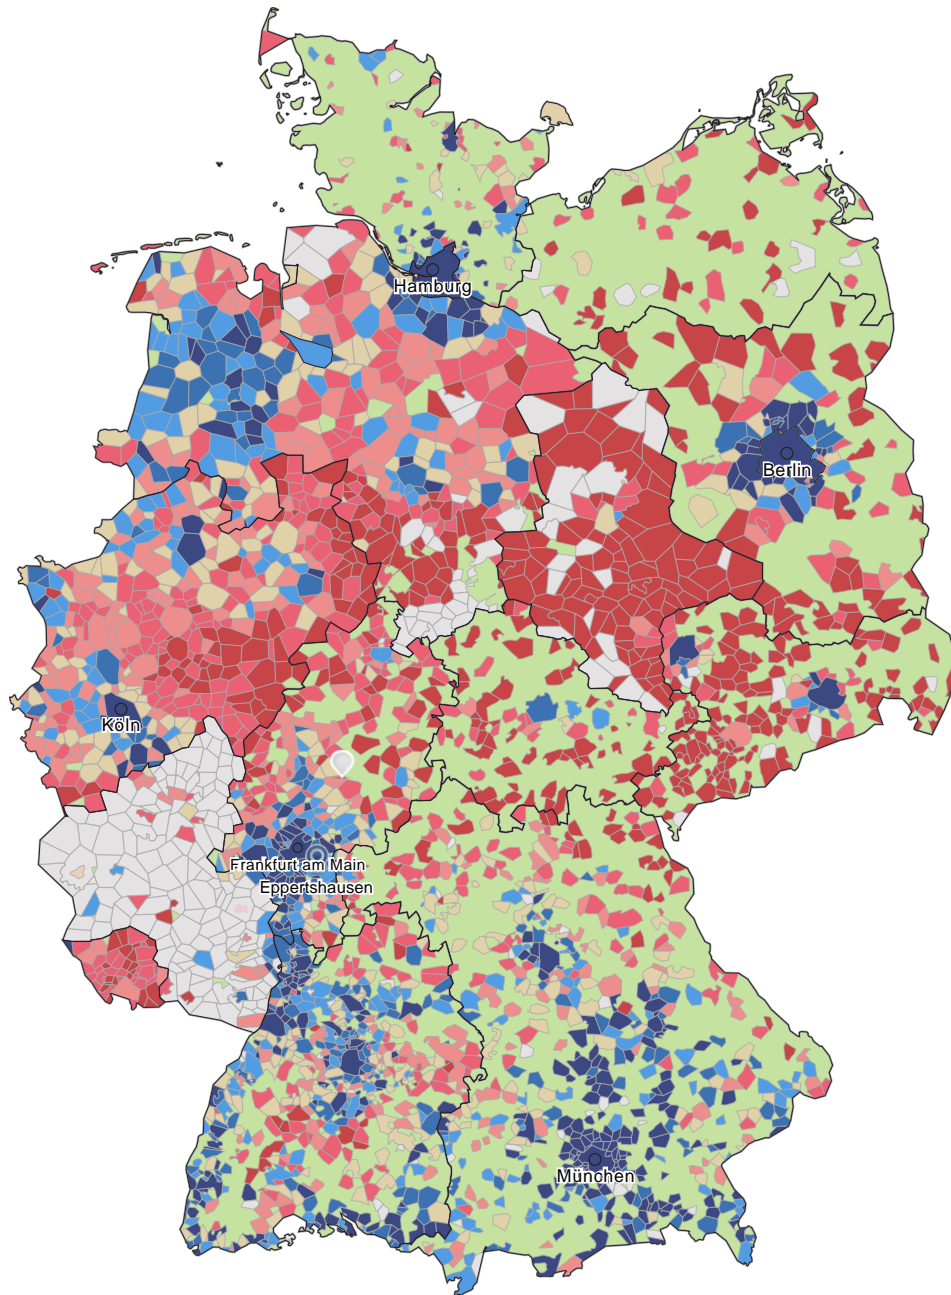 Hamburg
Berlin
Köln
Frankfurt am Main
Eppertshausen
München